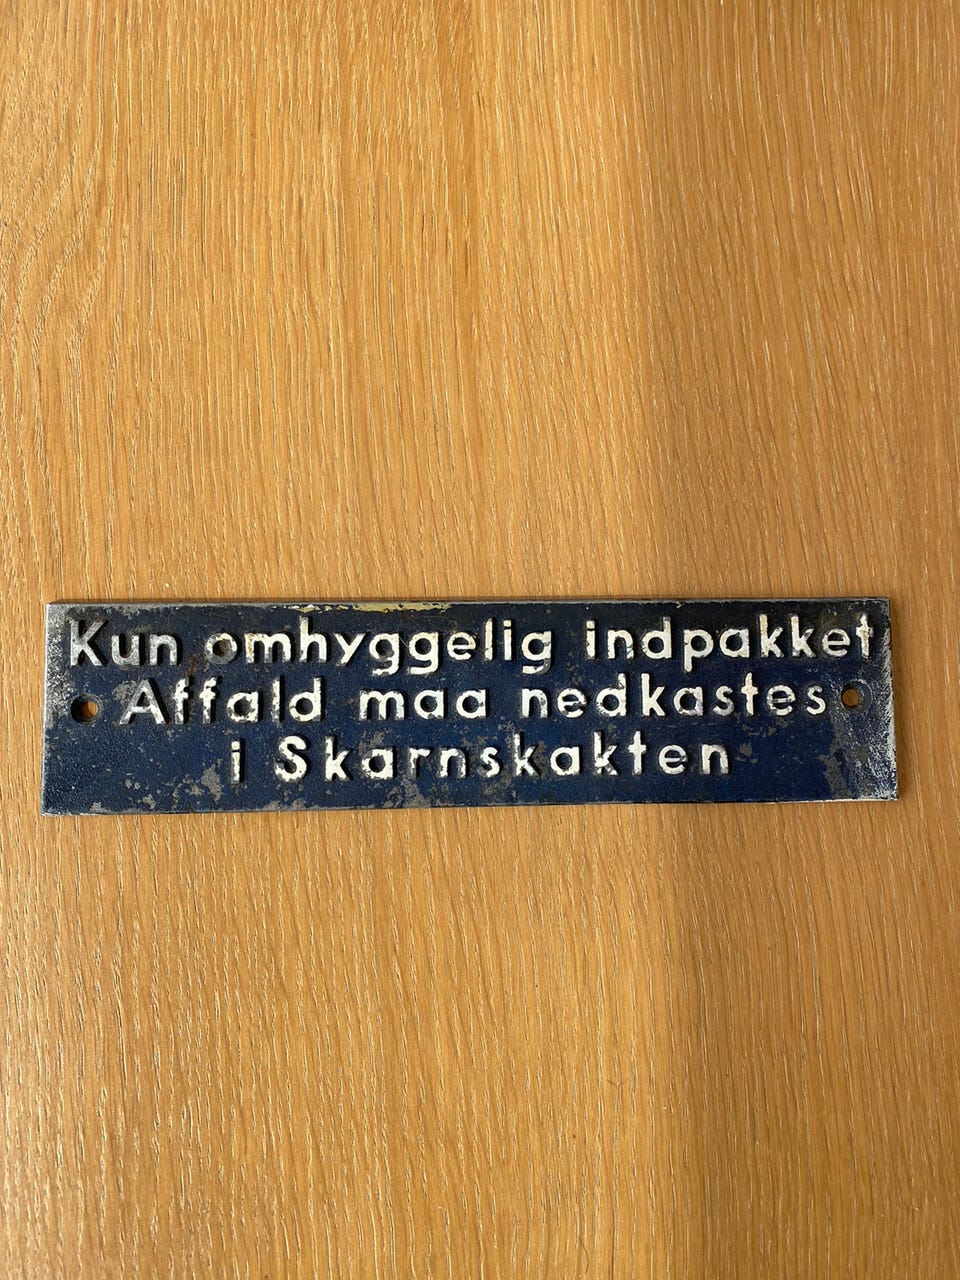 Kun omhyggelig indpakket
Affald maa nedkastes
i Skarnskakten